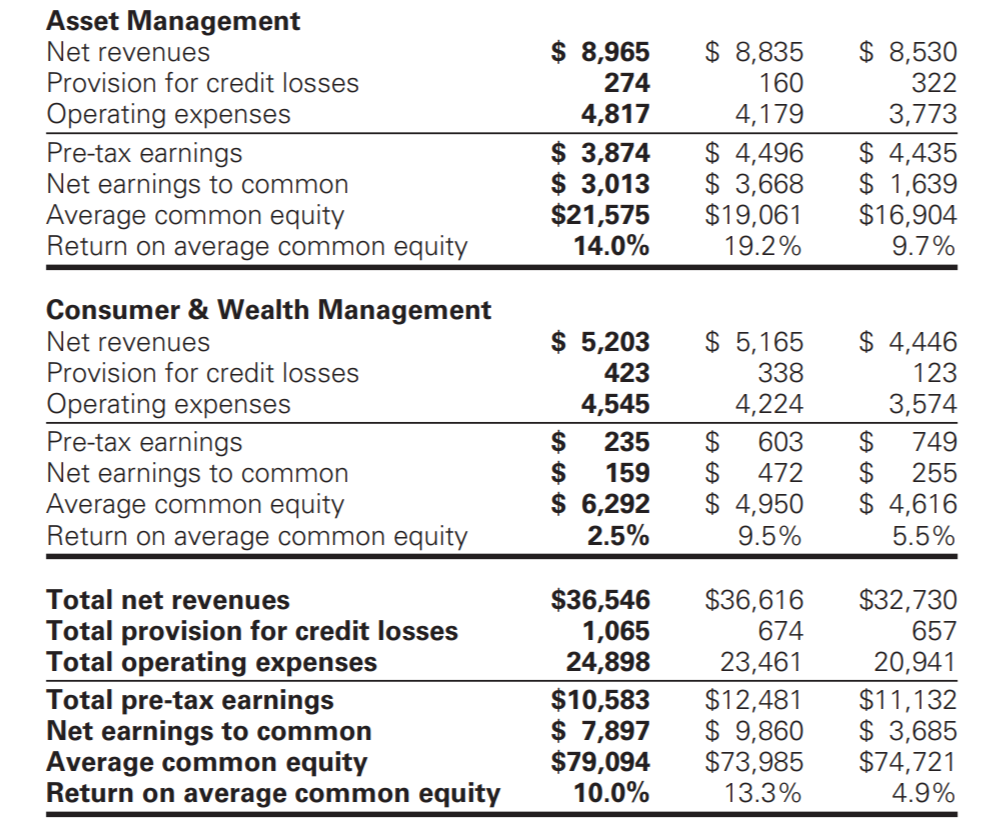 Asset Management
Net revenues $ 8,965 $ 8,835 $ 8,530
Provision for credit losses 274 160 322
Operating expenses 4,817 4,179 3,773
Pre-tax earnings $ 3,874 $ 4,496 $ 4,435
Net earnings to common $ 3,013 $ 3,668 $ 1,639
Average common equity $21,575 $19,061 $16,904
Return on average common equity 14.0% 19.2% 9.7%
Consumer & Wealth Management
Net revenues $ 5,203 $ 5,165 $ 4,446
Provision for credit losses 423 338 123
Operating expenses 4,545 4,224 3,574
Pre-tax earnings $ 235 $ 603 $ 749
Net earnings to common $ 159 $ 472 $ 255
Average common equity $ 6,292 $ 4,950 $ 4,616
Return on average common equity 2.5% 9.5% 5.5%
Total net revenues $36,546 $36,616 $32,730
Total provision for credit losses 1,065 674 657
Total operating expenses 24,898 23,461 20,941
Total pre-tax earnings $10,583 $12,481 $11,132
Net earnings to common $ 7,897 $ 9,860 $ 3,685
Average common equity $79,094 $73,985 $74,721
Return on average common equity 10.0% 13.3% 4.9%